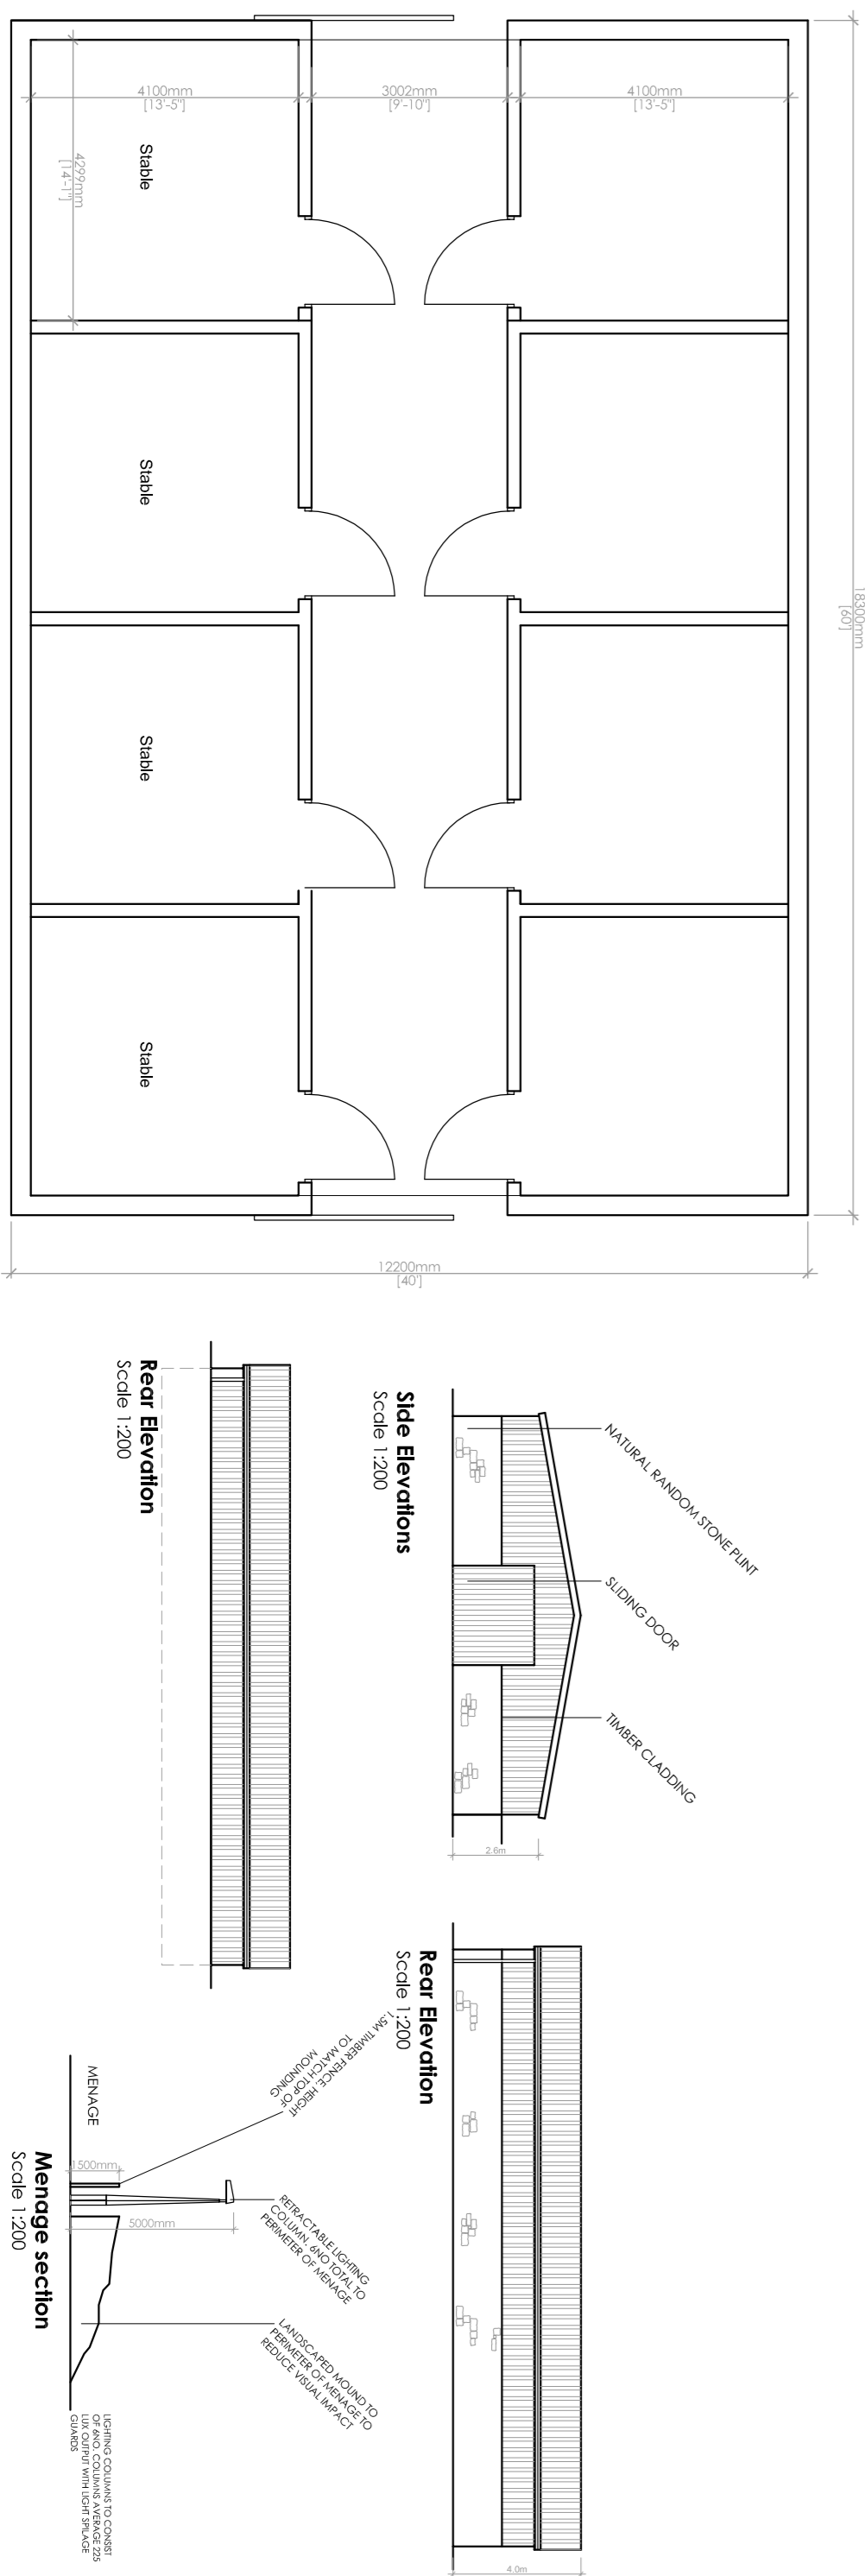 18300mm
[60']
4100mm
[13'-5"]
3002mm
[9'-10"]
4100mm
[13'-5"]
4299mm
[14'-1"]
Stable
Stable
Stable
Stable
12200mm
[40']
NATURAL RANDOM STONE PLINT
SLIDING DOOR
TIMBER CLADDING
2.6m
Side Elevations
Scale 1:200
4.0m
Rear Elevation
Scale 1:200
Rear Elevation
Scale 1:200
1.5M TIMBER FENCE, HEIGHT
TO MATCH TOP OF
MOUNDING
RETRACTABLE LIGHTING
COLUMN, 6NO TOTAL TO
PERIMETER OF MENAGE
LANDSCAPED MOUND TO
PERIMETER OF MENAGE TO
REDUCE VISUAL IMPACT
MENAGE
1500mm
5000mm
LIGHTING COLUMNS TO CONSIST
OF 6NO. COLUMNS AVERAGE 225
LUX OUTPUT WITH LIGHT SPILAGE
GUARDS
Menage section
Scale 1:200